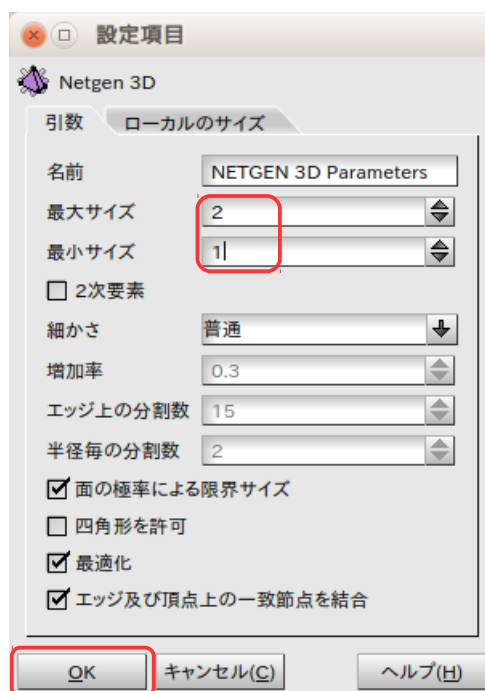 設定項目
Netgen 3D
引数 ローカルのサイズ
名前 NETGEN 3D Parameters
最大サイズ 2
最小サイズ 1
2次要素
細かさ 普通
増加率 0.3
エッジ上の分割数 15
半径毎の分割数 2
面の極率による限界サイズ
四角形を許可
最適化
エッジ及び頂点上の一致節点を結合
OK キャンセル(C) ヘルプ(H)